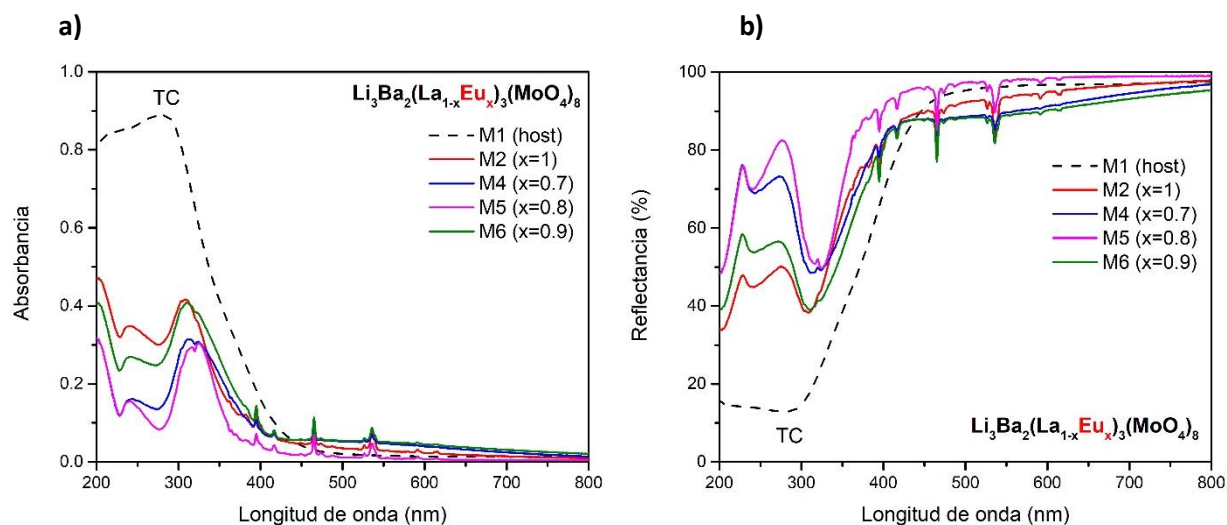 a)
Absorbancia
1.0
0.8
0.6
0.4
0.2
0.0
TC
Li₃Ba₂(La₁₋ₓEuₓ)₃(MoO₄)₈
M1 (host)
M2 (x=1)
M4 (x=0.7)
M5 (x=0.8)
M6 (x=0.9)
200 300 400 500 600 700 800
Longitud de onda (nm)
b)
Reflectancia (%)
100
80
60
40
20
0
M1 (host)
M2 (x=1)
M4 (x=0.7)
M5 (x=0.8)
M6 (x=0.9)
TC
Li₃Ba₂(La₁₋ₓEuₓ)₃(MoO₄)₈
200 300 400 500 600 700 800
Longitud de onda (nm)